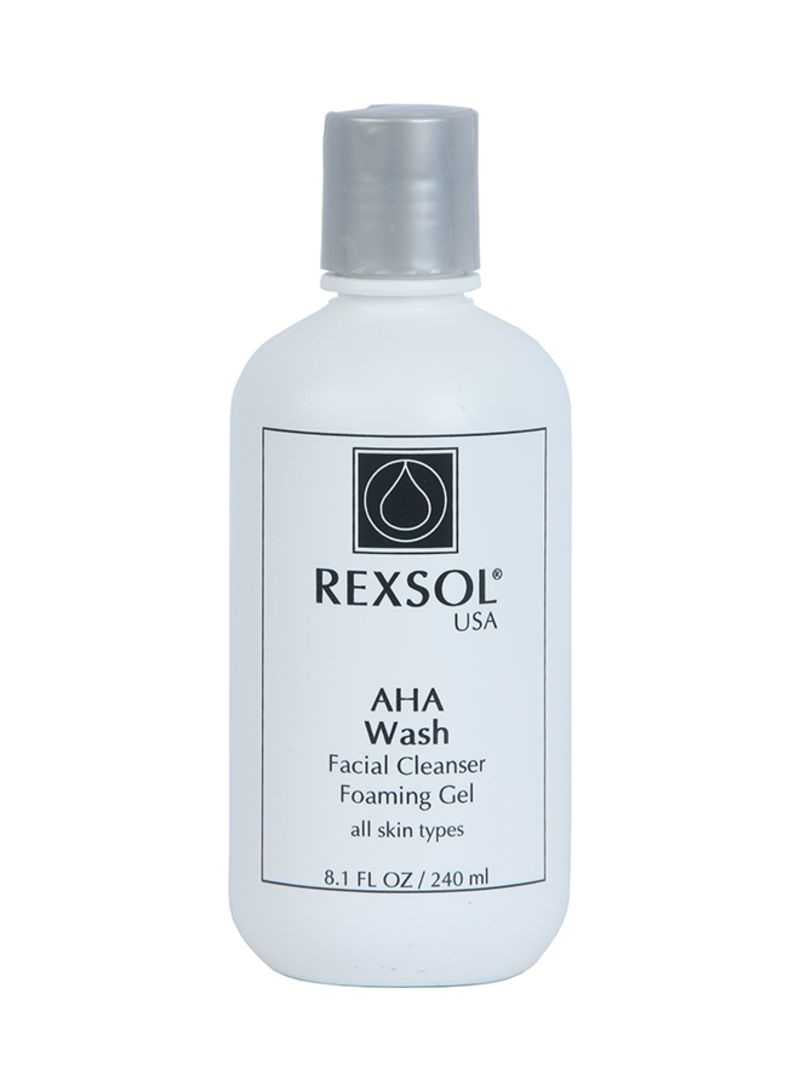 REXSOL®
USA
AHA
Wash
Facial Cleanser
Foaming Gel
all skin types
8.1 FL OZ / 240 ml